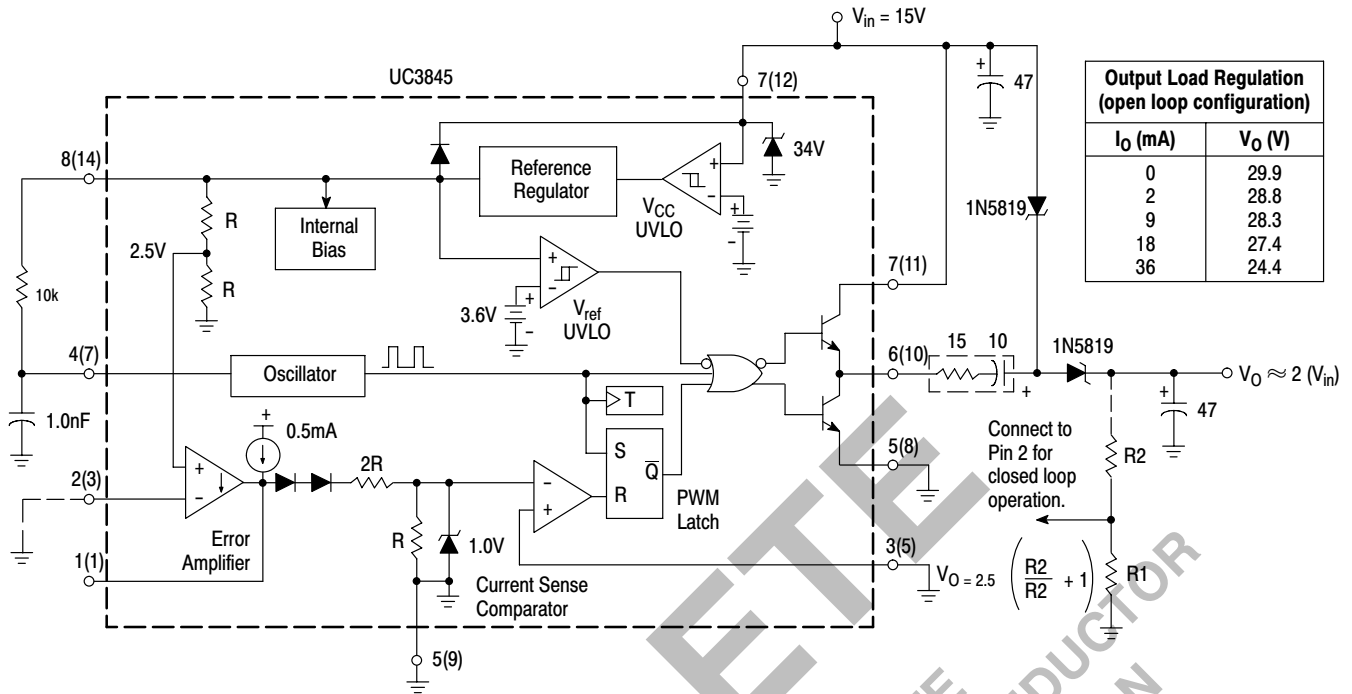 V_in = 15V
UC3845
7(12)
+
47
Output Load Regulation
(open loop configuration)
I_O (mA) V_O (V)
0 29.9
2 28.8
9 28.3
18 27.4
36 24.4
8(14)
34V
Reference
Regulator
+
-
+
-
V_CC
UVLO
1N5819
R
Internal
Bias
2.5V
R
10k
+
-
+
-
3.6V
V_ref
UVLO
7(11)
4(7)
Oscillator
6(10)
15
10
+
1N5819
V_O ≈ 2 (V_in)
+
47
T
1.0nF
+
0.5mA
5(8)
Connect to
Pin 2 for
closed loop
operation.
R2
S
Q̅
R
PWM
Latch
2(3)
+
-
2R
-
+
Error
Amplifier
R
1.0V
Current Sense
Comparator
1(1)
3(5)
V_O = 2.5 (R2/R2 + 1)
R1
5(9)
ETE
EDUCTOR